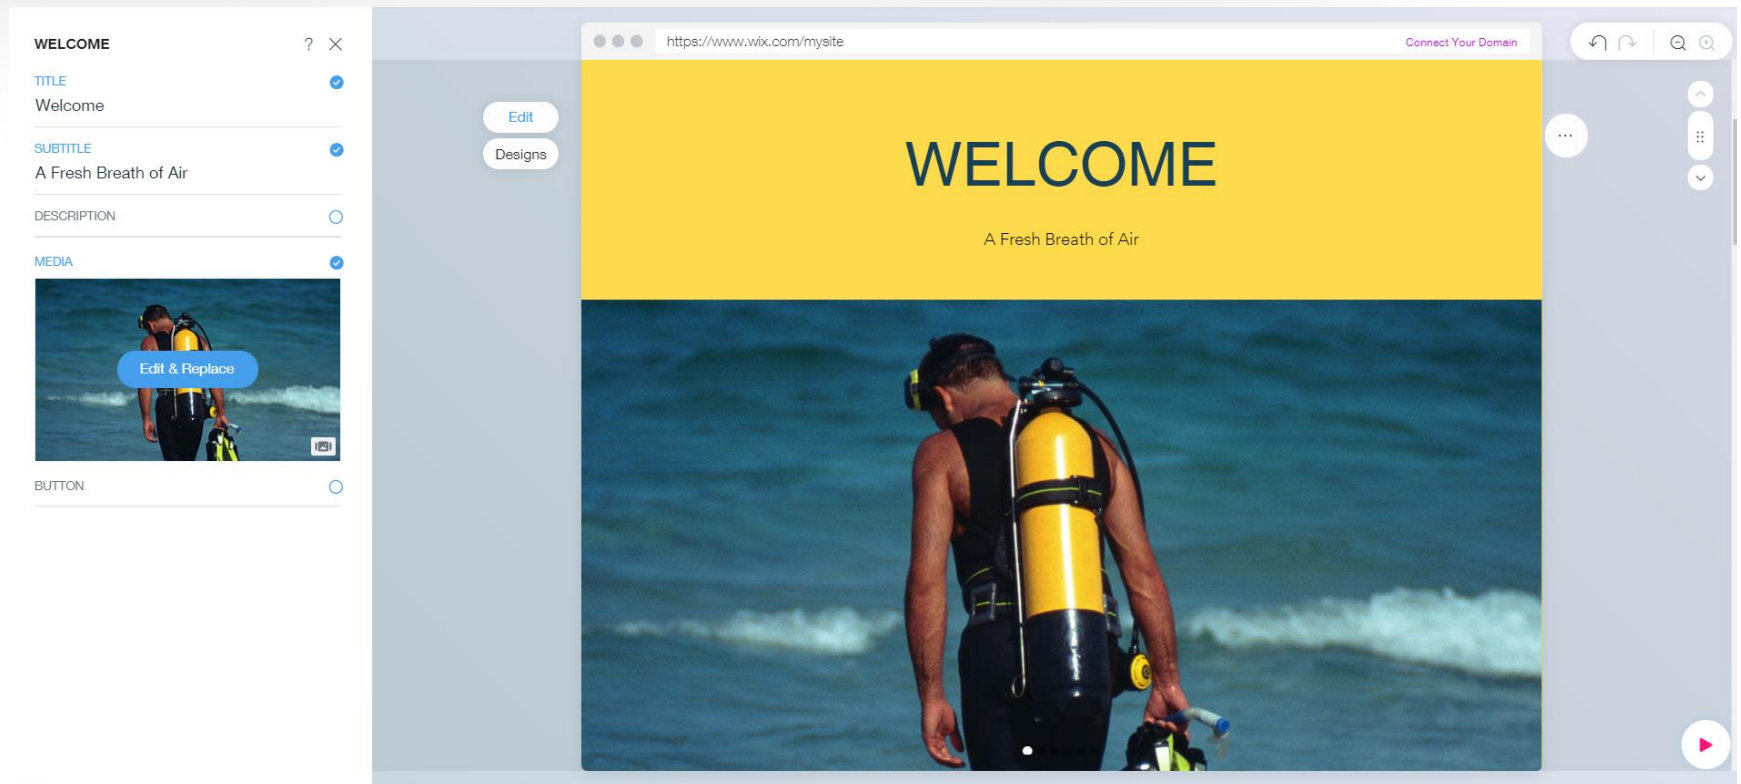 WELCOME ?
TITLE
Welcome
SUBTITLE
A Fresh Breath of Air
DESCRIPTION
MEDIA
Edit & Replace
BUTTON
https://www.wix.com/mysite
Connect Your Domain
Edit
Designs
WELCOME
A Fresh Breath of Air